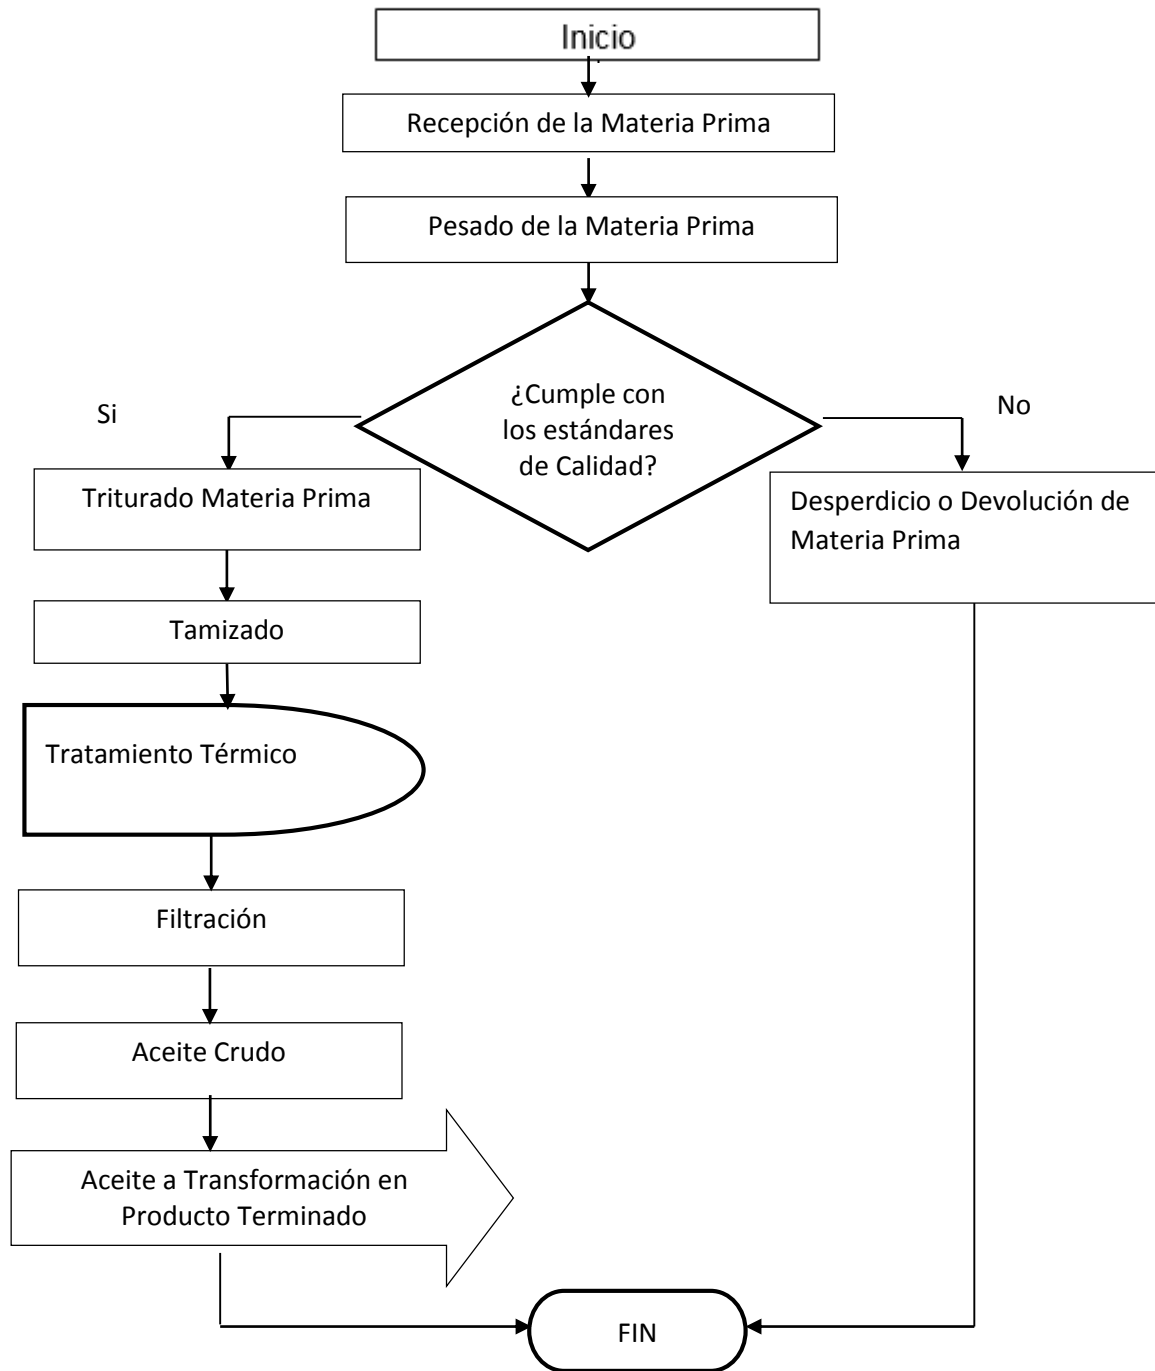 Inicio
Recepción de la Materia Prima
Pesado de la Materia Prima
¿Cumple con
los estándares
de Calidad?
Si
No
Triturado Materia Prima
Desperdicio o Devolución de
Materia Prima
Tamizado
Tratamiento Térmico
Filtración
Aceite Crudo
Aceite a Transformación en
Producto Terminado
FIN